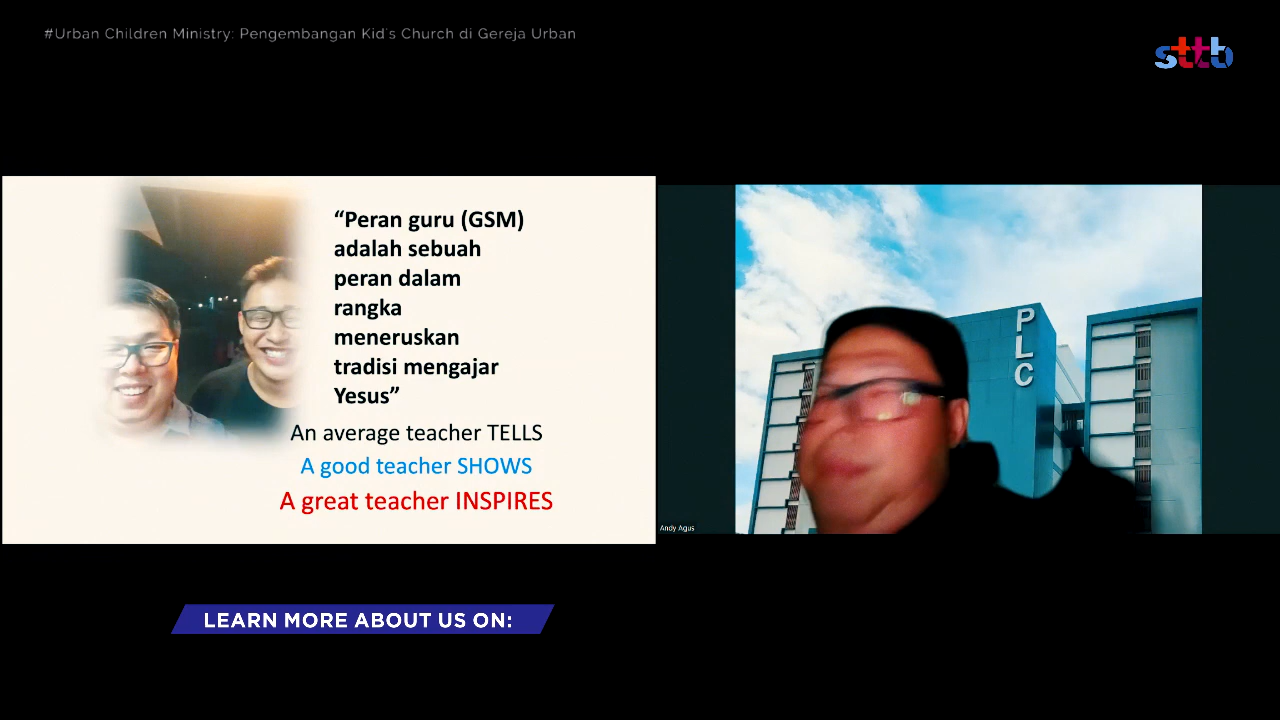 #Urban Children Ministry: Pengembangan Kid's Church di Gereja Urban
sttb
“Peran guru (GSM)
adalah sebuah
peran dalam
rangka
meneruskan
tradisi mengajar
Yesus”
An average teacher TELLS
A good teacher SHOWS
A great teacher INSPIRES
PLC
Andy Agus
LEARN MORE ABOUT US ON: